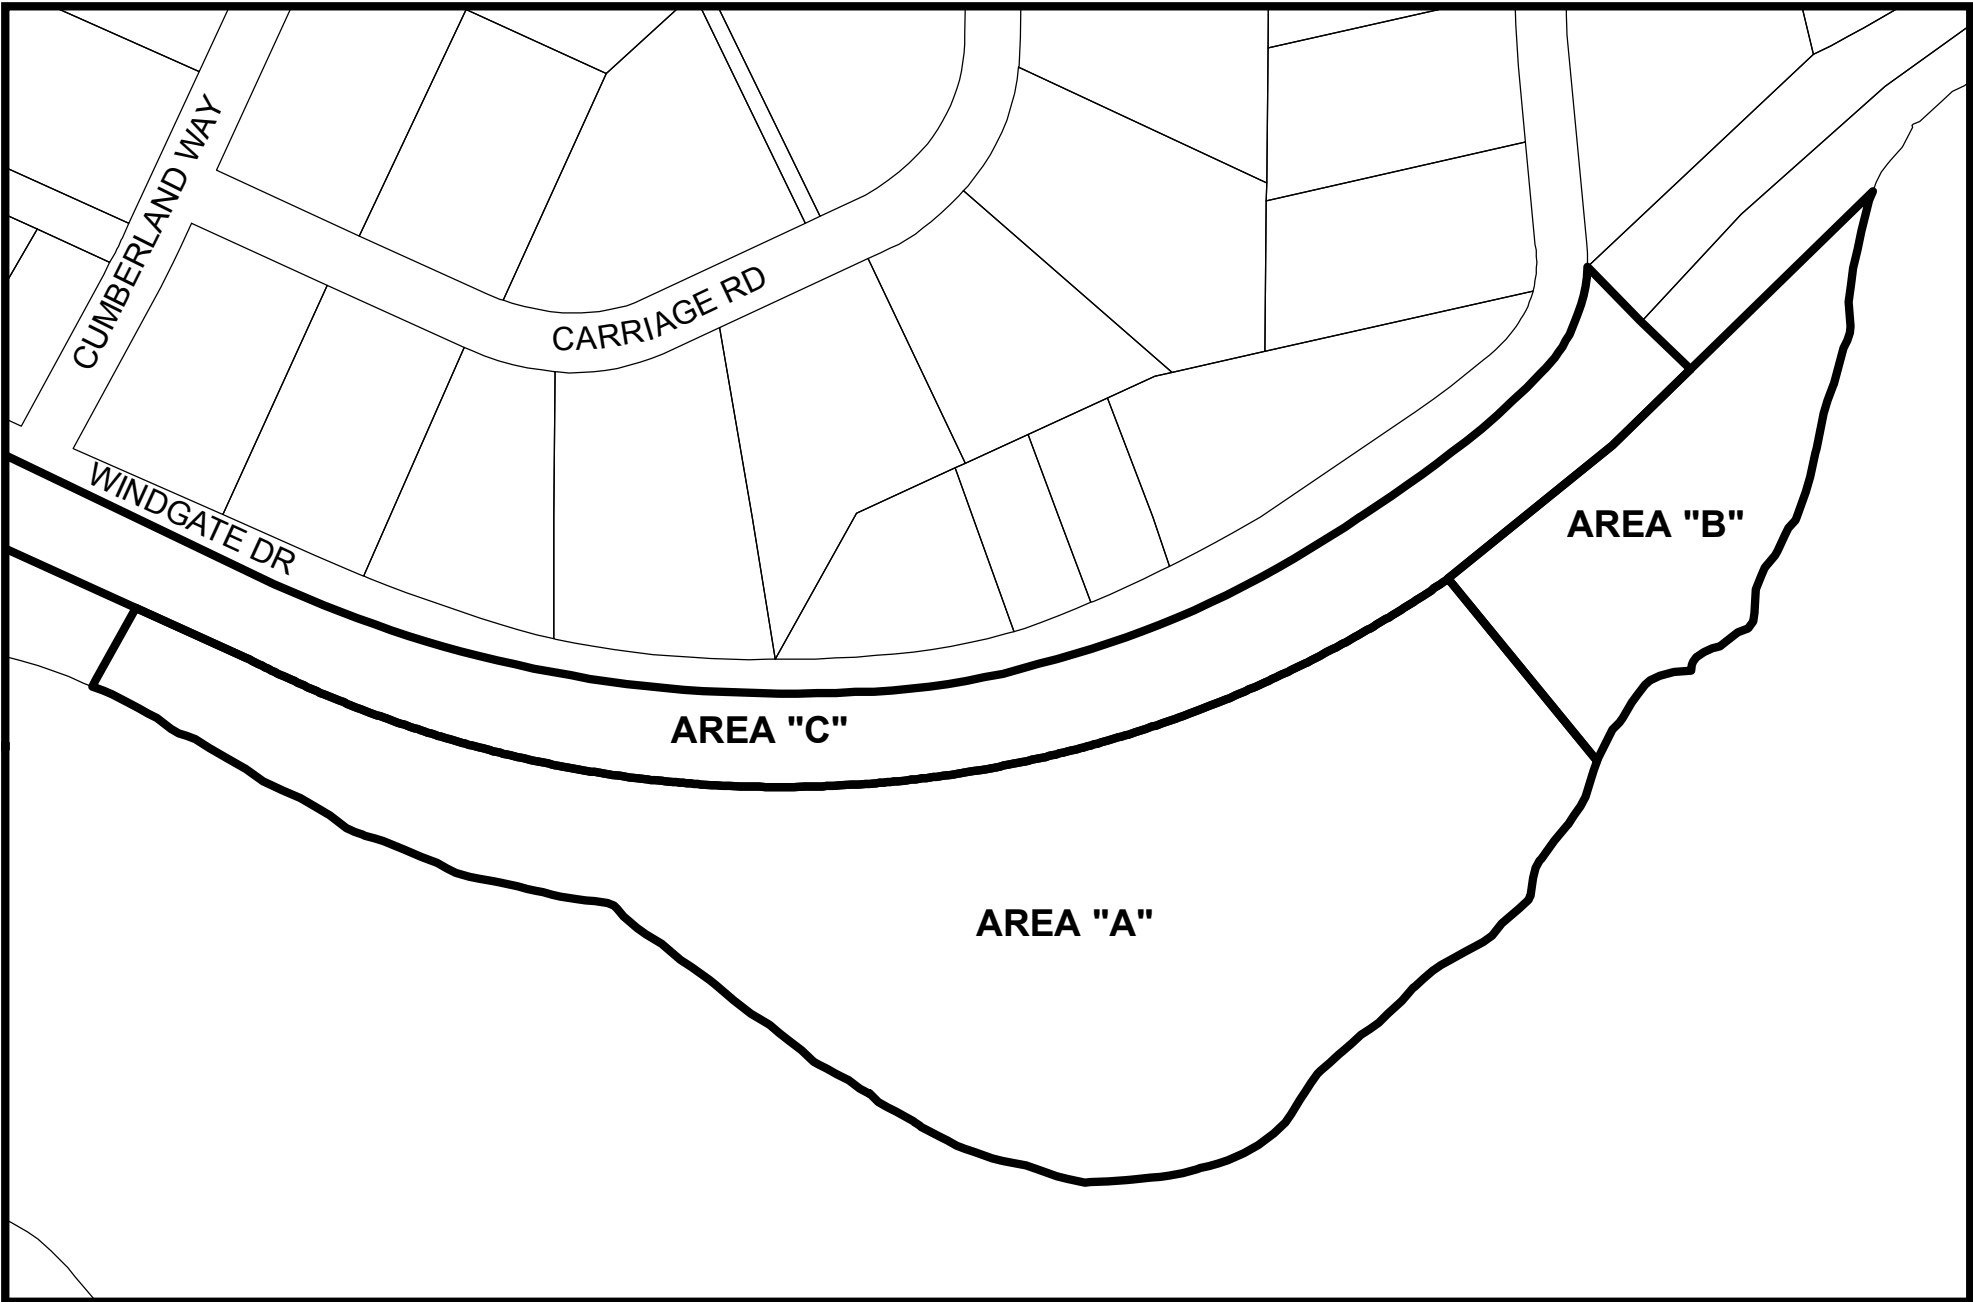 CUMBERLAND WAY
CARRIAGE RD
WINDGATE DR
AREA "B"
AREA "C"
AREA "A"